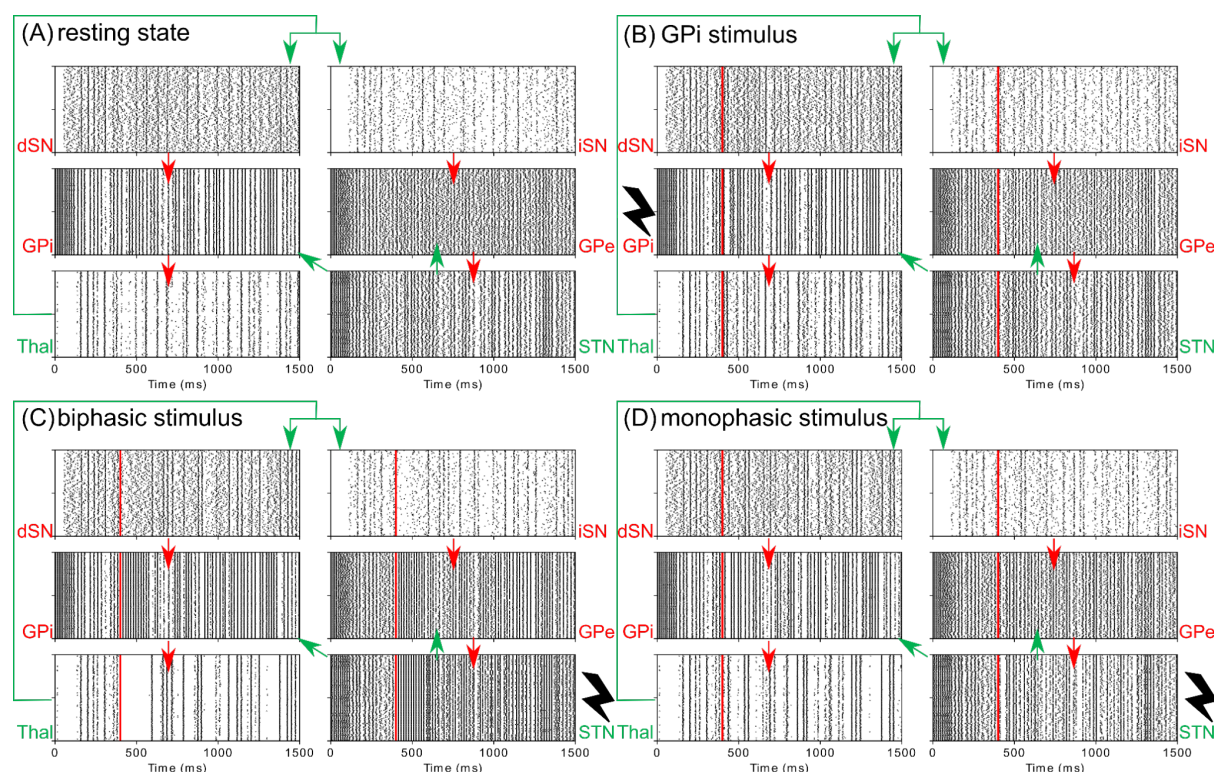 (A) resting state
dSN
iSN
GPi
GPe
Thal
STN
0 500 1000 1500
Time (ms)
0 500 1000 1500
Time (ms)
(B) GPi stimulus
dSN
iSN
GPi
GPe
Thal
STN
0 500 1000 1500
Time (ms)
0 500 1000 1500
Time (ms)
(C) biphasic stimulus
dSN
iSN
GPi
GPe
Thal
STN
0 500 1000 1500
Time (ms)
0 500 1000 1500
Time (ms)
(D) monophasic stimulus
dSN
iSN
GPi
GPe
Thal
STN
0 500 1000 1500
Time (ms)
0 500 1000 1500
Time (ms)